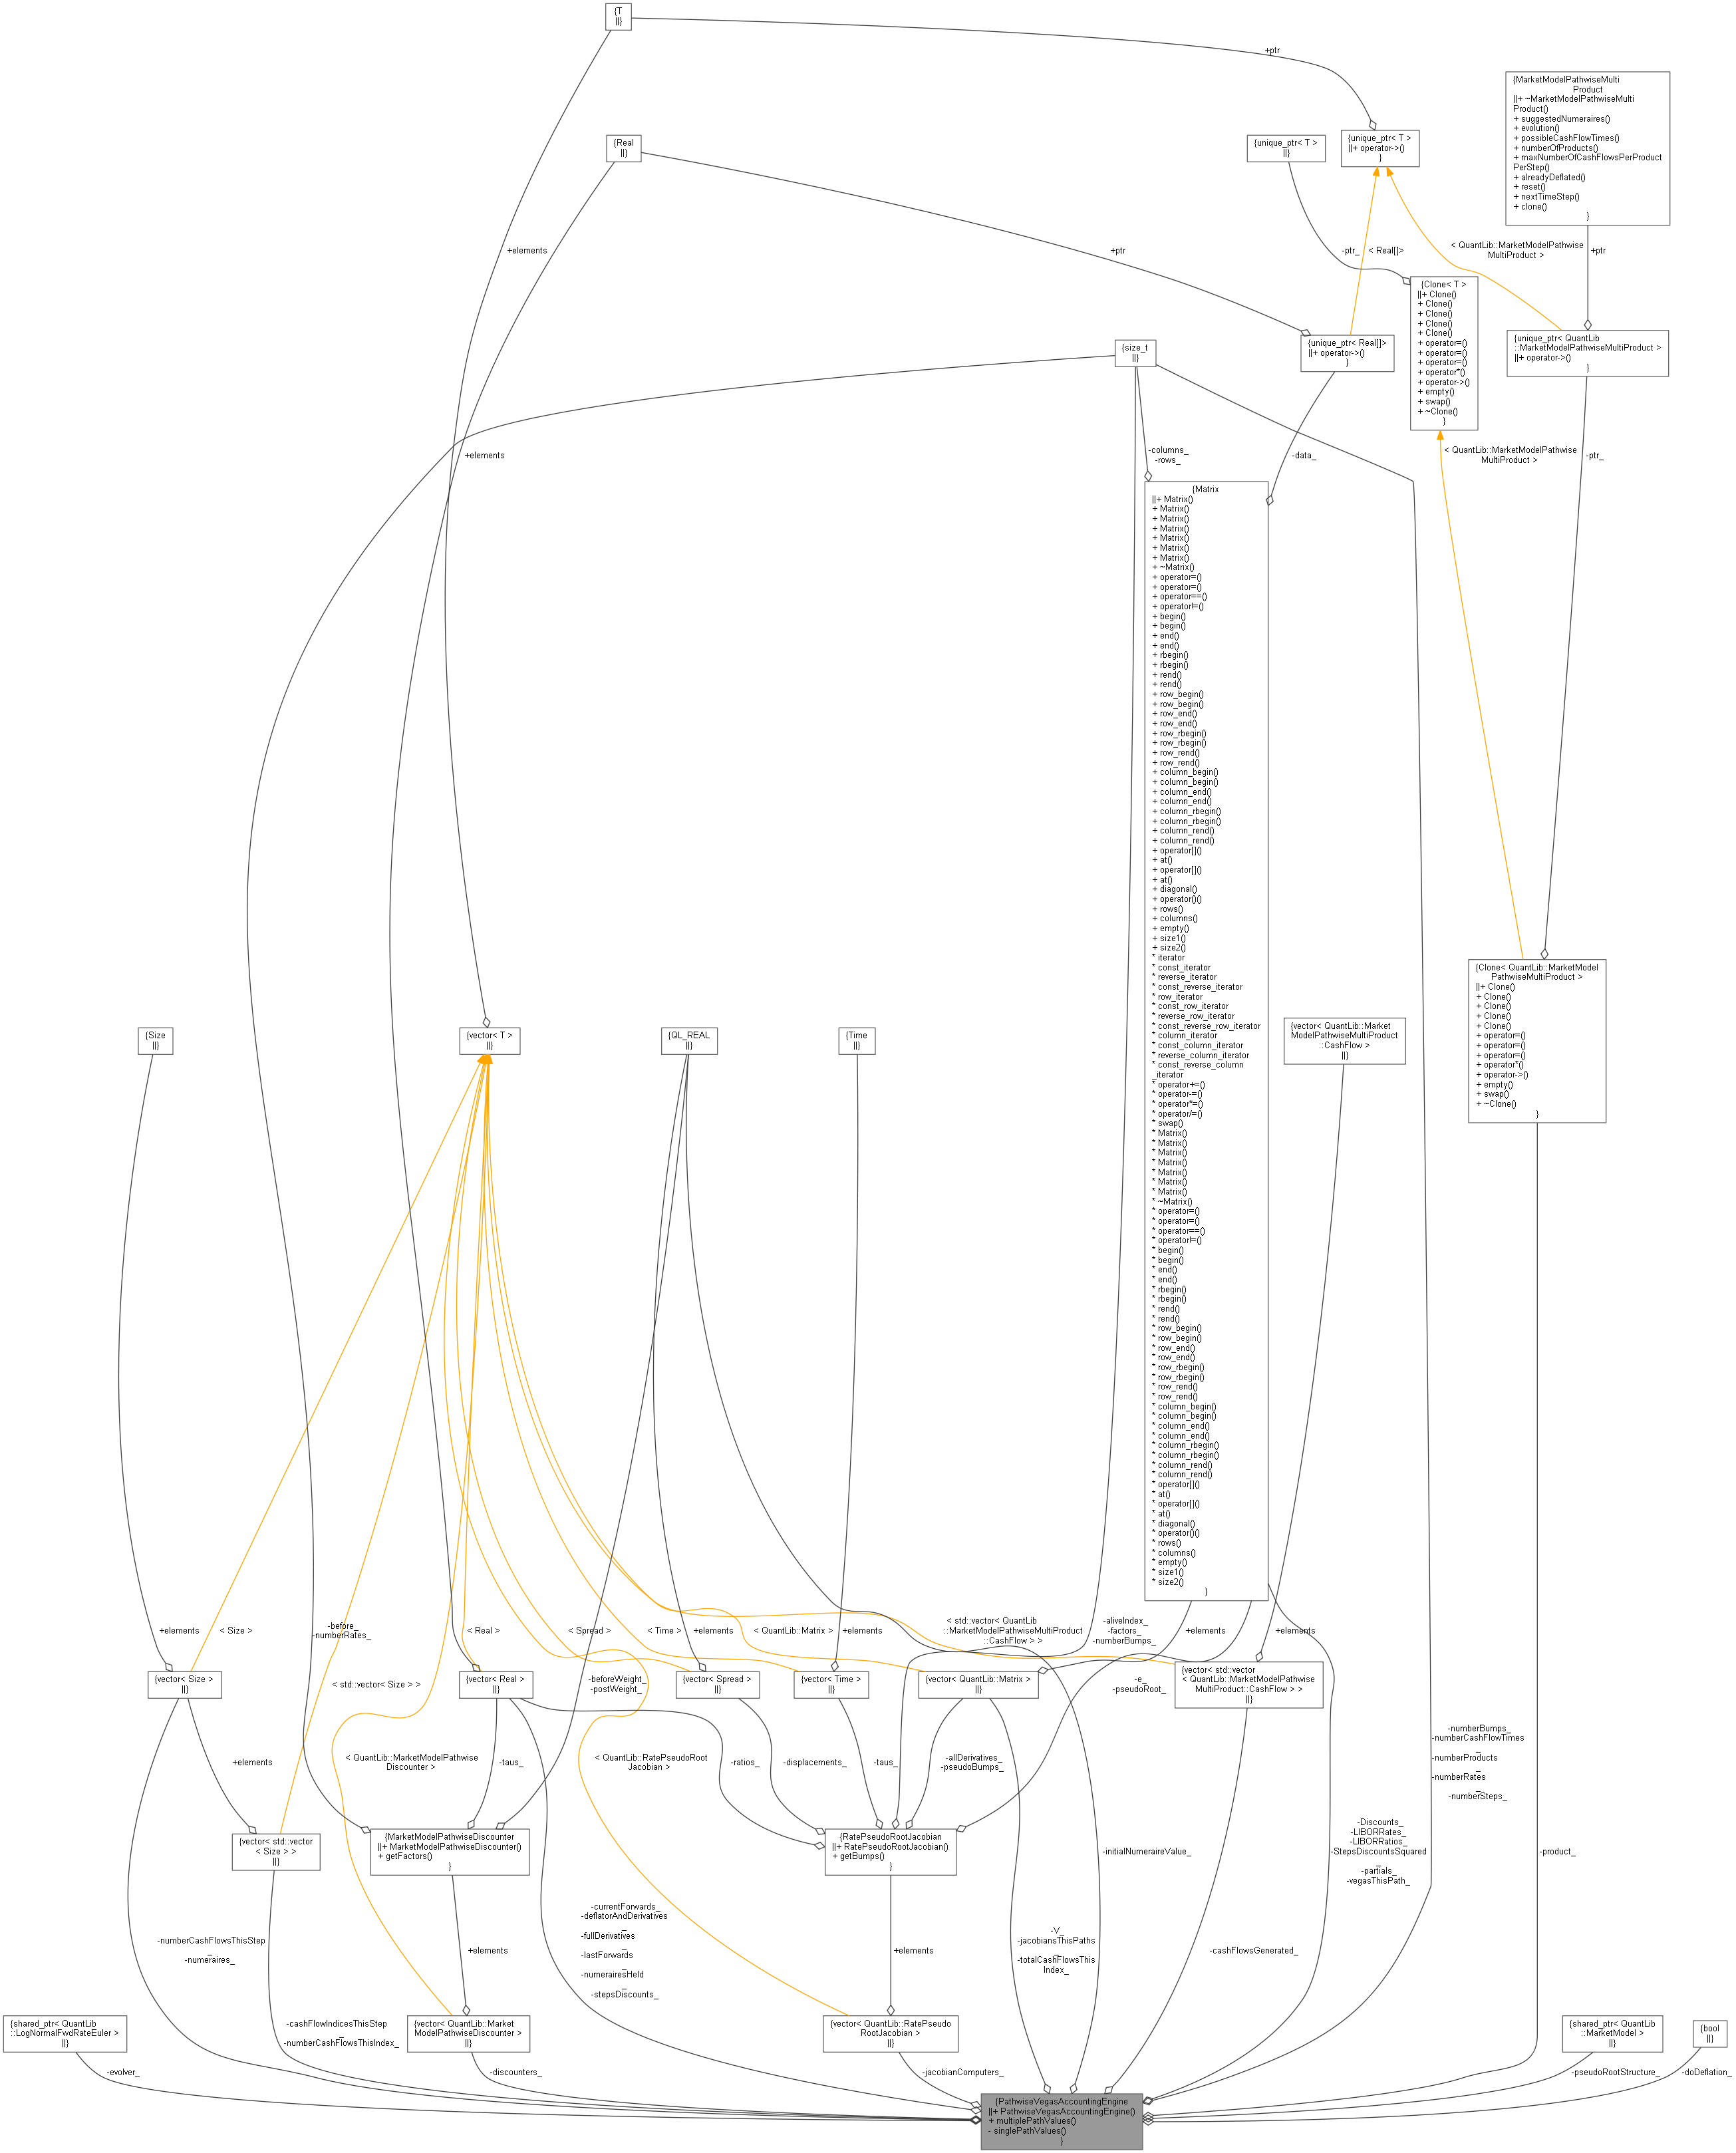 {T
||}
+ptr
{MarketModelPathwiseMulti
Product
||+ ~MarketModelPathwiseMulti
Product()
+ suggestedNumeraires()
+ evolution()
+ possibleCashFlowTimes()
+ numberOfProducts()
+ maxNumberOfCashFlowsPerProduct
PerStep()
+ alreadyDeflated()
+ reset()
+ nextTimeStep()
+ clone()
}
{Real
||}
{unique_ptr< T >
||}
{unique_ptr< T >
||+ operator->()
}
+elements
+ptr
-ptr_
< Real[]>
< QuantLib::MarketModelPathwise
MultiProduct >
+ptr
{Clone< T >
||+ Clone()
+ Clone()
+ Clone()
+ Clone()
+ Clone()
+ operator=()
+ operator=()
+ operator=()
+ operator*()
+ operator->()
+ empty()
+ swap()
+ ~Clone()
}
{size_t
||}
{unique_ptr< Real[]>
||+ operator->()
}
{unique_ptr< QuantLib
::MarketModelPathwiseMultiProduct >
||+ operator->()
}
+elements
-columns_
-rows_
-data_
< QuantLib::MarketModelPathwise
MultiProduct >
-ptr_
{Matrix
||+ Matrix()
+ Matrix()
+ Matrix()
+ Matrix()
+ Matrix()
+ Matrix()
+ Matrix()
+ ~Matrix()
+ operator=()
+ operator=()
+ operator==()
+ operator!=()
+ begin()
+ begin()
+ end()
+ end()
+ rbegin()
+ rbegin()
+ rend()
+ rend()
+ row_begin()
+ row_begin()
+ row_end()
+ row_end()
+ row_rbegin()
+ row_rbegin()
+ row_rend()
+ row_rend()
+ column_begin()
+ column_begin()
+ column_end()
+ column_end()
+ column_rbegin()
+ column_rbegin()
+ column_rend()
+ column_rend()
+ operator[]()
+ at()
+ operator[]()
+ at()
+ diagonal()
+ operator()()
+ rows()
+ columns()
+ empty()
+ size1()
+ size2()
* iterator
* const_iterator
* reverse_iterator
* const_reverse_iterator
* row_iterator
* const_row_iterator
* reverse_row_iterator
* const_reverse_row_iterator
* column_iterator
* const_column_iterator
* reverse_column_iterator
* const_reverse_column
_iterator
* operator+=()
* operator-=()
* operator*=()
* operator/=()
* swap()
* Matrix()
* Matrix()
* Matrix()
* Matrix()
* Matrix()
* Matrix()
* Matrix()
* ~Matrix()
* operator=()
* operator=()
* operator==()
* operator!=()
* begin()
* begin()
* end()
* end()
* rbegin()
* rbegin()
* rend()
* rend()
* row_begin()
* row_begin()
* row_end()
* row_end()
* row_rbegin()
* row_rbegin()
* row_rend()
* row_rend()
* column_begin()
* column_begin()
* column_end()
* column_end()
* column_rbegin()
* column_rbegin()
* column_rend()
* column_rend()
* operator[]()
* at()
* operator[]()
* at()
* diagonal()
* operator()()
* rows()
* columns()
* empty()
* size1()
* size2()
}
{Clone< QuantLib::MarketModel
PathwiseMultiProduct >
||+ Clone()
+ Clone()
+ Clone()
+ Clone()
+ Clone()
+ operator=()
+ operator=()
+ operator=()
+ operator*()
+ operator->()
+ empty()
+ swap()
+ ~Clone()
}
{Size
||}
{vector< T >
||}
{QL_REAL
||}
{Time
||}
{vector< QuantLib::Market
ModelPathwiseMultiProduct
::CashFlow >
||}
+elements
< Size >
-before_
-numberRates_
< Real >
< Spread >
+elements
< Time >
< QuantLib::Matrix >
+elements
< std::vector< QuantLib
::MarketModelPathwiseMultiProduct
::CashFlow > >
-aliveIndex_
-factors_
-numberBumps_
+elements
+elements
{vector< Size >
||}
< std::vector< Size > >
{vector< Real >
||}
-beforeWeight_
-postWeight_
{vector< Spread >
||}
{vector< Time >
||}
{vector< QuantLib::Matrix >
||}
-e_
-pseudoRoot_
{vector< std::vector
< QuantLib::MarketModelPathwise
MultiProduct::CashFlow > >
||}
+elements
< QuantLib::MarketModelPathwise
Discounter >
-taus_
< QuantLib::RatePseudoRoot
Jacobian >
-ratios_
-displacements_
-taus_
-allDerivatives_
-pseudoBumps_
-numberBumps_
-numberCashFlowTimes
_
-numberProducts
_
-numberRates
_
-numberSteps_
{vector< std::vector
< Size > >
||}
{MarketModelPathwiseDiscounter
||+ MarketModelPathwiseDiscounter()
+ getFactors()
}
{RatePseudoRootJacobian
||+ RatePseudoRootJacobian()
+ getBumps()
}
-initialNumeraireValue_
-Discounts_
-LIBORRates_
-LIBORRatios_
-StepsDiscountsSquared
_
-partials_
-vegasThisPath_
-product_
-numberCashFlowsThisStep
_
-numeraires_
+elements
-currentForwards_
-deflatorAndDerivatives
_
-fullDerivatives
_
-lastForwards
_
-numerairesHeld
_
-stepsDiscounts_
+elements
-V_
-jacobiansThisPaths
_
-totalCashFlowsThis
Index_
-cashFlowsGenerated_
{shared_ptr< QuantLib
::LogNormalFwdRateEuler >
||}
-cashFlowIndicesThisStep
_
-numberCashFlowsThisIndex_
{vector< QuantLib::Market
ModelPathwiseDiscounter >
||}
{vector< QuantLib::RatePseudo
RootJacobian >
||}
{shared_ptr< QuantLib
::MarketModel >
||}
{bool
||}
-evolver_
-discounters_
-jacobianComputers_
-pseudoRootStructure_
-doDeflation_
{PathwiseVegasAccountingEngine
||+ PathwiseVegasAccountingEngine()
+ multiplePathValues()
- singlePathValues()
}